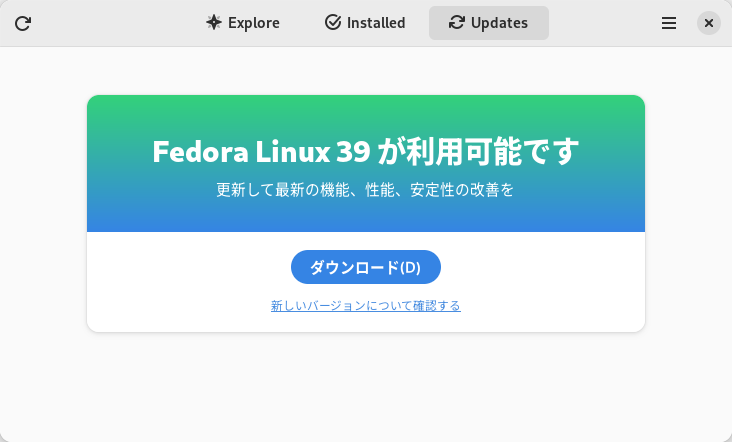 Explore Installed Updates
Fedora Linux 39 が利用可能です
更新して最新の機能、性能、安定性の改善を
ダウンロード(D)
新しいバージョンについて確認する